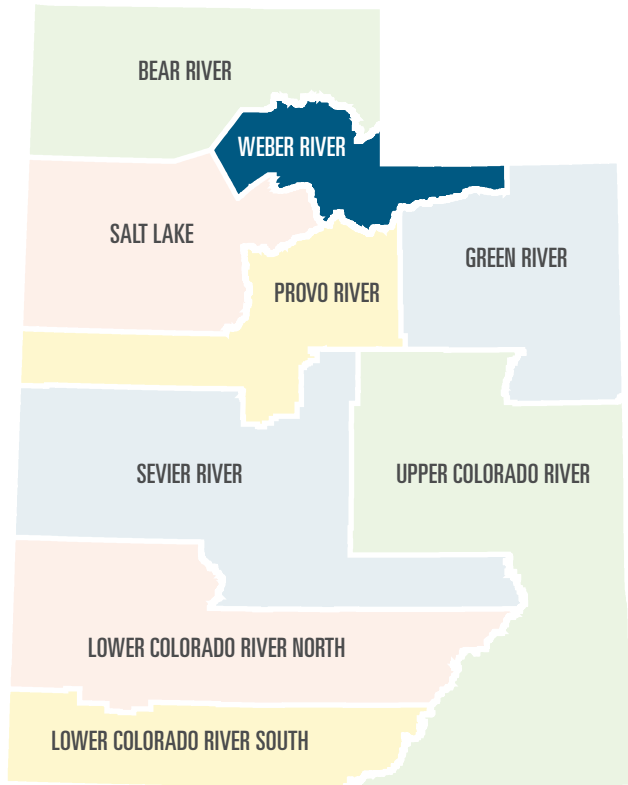 BEAR RIVER
WEBER RIVER
SALT LAKE
GREEN RIVER
PROVO RIVER
SEVIER RIVER
UPPER COLORADO RIVER
LOWER COLORADO RIVER NORTH
LOWER COLORADO RIVER SOUTH